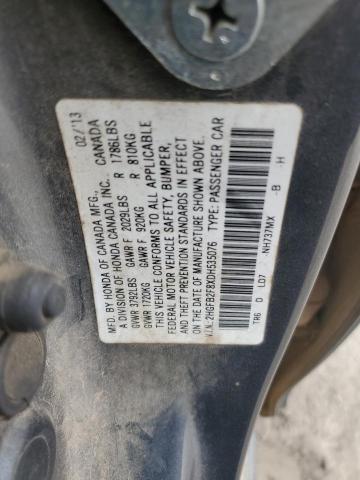 MFD. BY HONDA OF CANADA MFG., 02/'13
A DIVISION OF HONDA CANADA INC. CANADA
GVWR 3792LBS GAWR F 2029LBS R 1786LBS
GVWR 1720KG GAWR F 920KG R 810KG
THIS VEHICLE CONFORMS TO ALL APPLICABLE
FEDERAL MOTOR VEHICLE SAFETY, BUMPER,
AND THEFT PREVENTION STANDARDS IN EFFECT
ON THE DATE OF MANUFACTURE SHOWN ABOVE.
V.I.N.:2HGFB2F8XDH535076 TYPE:PASSENGER CAR
TR6 D LD7 -NH737MX -B H